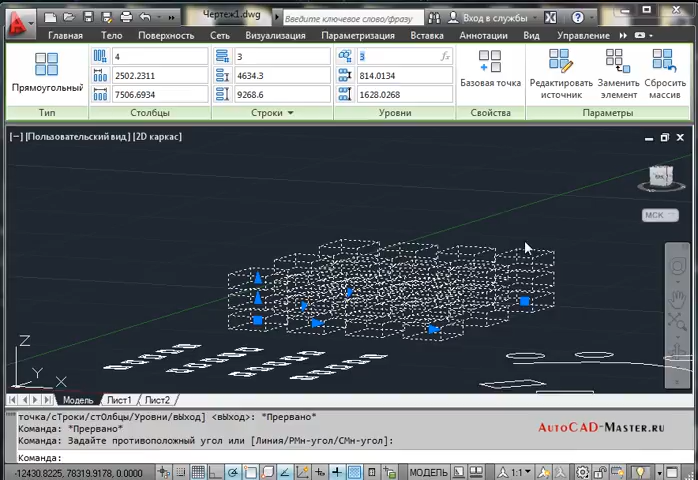 Чертеж1.dwg
Введите ключевое слово/фразу
Вход в службы
Главная Тело Поверхность Сеть Визуализация Параметризация Вставка Аннотации Вид Управление
4 3 3
2502.2311 4634.3 814.0134
7506.6934 9268.6 1628.0268
Прямоугольный
Базовая точка
Редактировать источник
Заменить элемент
Сбросить массив
Тип Столбцы Строки Уровни Свойства Параметры
[−] [Пользовательский вид] [2D каркас]
МСК
Z
Y
X
Модель Лист1 Лист2
точка/сТроки/стОлбцы/Уровни/вЫход] <вЫход>: *Прервано*
Команда: *Прервано*
Команда: Задайте противоположный угол или [Линия/РМн-угол/СМн-угол]:
AutoCAD-Master.ru
Команда:
-12430.8225, 78319.9178, 0.0000
МОДЕЛЬ
1:1